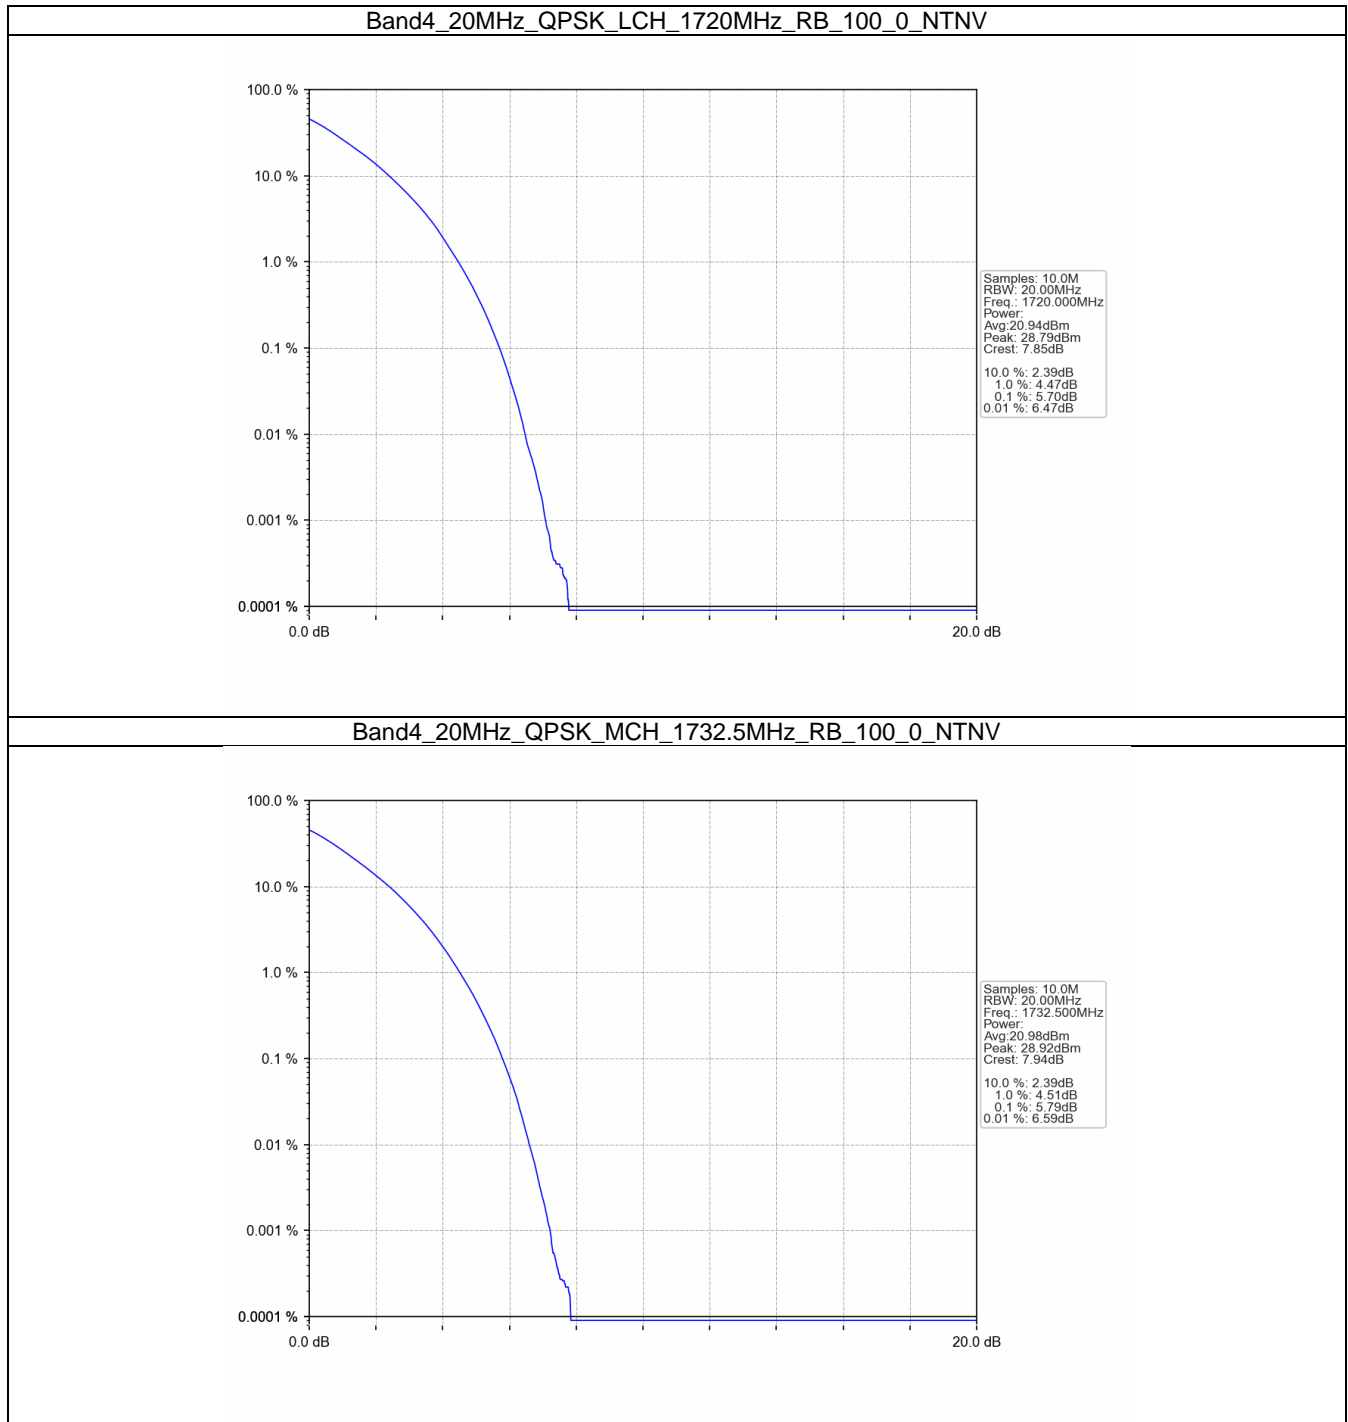 Band4_20MHz_QPSK_LCH_1720MHz_RB_100_0_NTNV
100.0 %
10.0 %
1.0 %
0.1 %
0.01 %
0.001 %
0.0001 %
0.0 dB
20.0 dB
Samples: 10.0M
RBW: 20.00MHz
Freq.: 1720.000MHz
Power:
Avg:20.94dBm
Peak: 28.79dBm
Crest: 7.85dB
10.0 %: 2.39dB
1.0 %: 4.47dB
0.1 %: 5.70dB
0.01 %: 6.47dB
Band4_20MHz_QPSK_MCH_1732.5MHz_RB_100_0_NTNV
100.0 %
10.0 %
1.0 %
0.1 %
0.01 %
0.001 %
0.0001 %
0.0 dB
20.0 dB
Samples: 10.0M
RBW: 20.00MHz
Freq.: 1732.500MHz
Power:
Avg:20.98dBm
Peak: 28.92dBm
Crest: 7.94dB
10.0 %: 2.39dB
1.0 %: 4.51dB
0.1 %: 5.79dB
0.01 %: 6.59dB